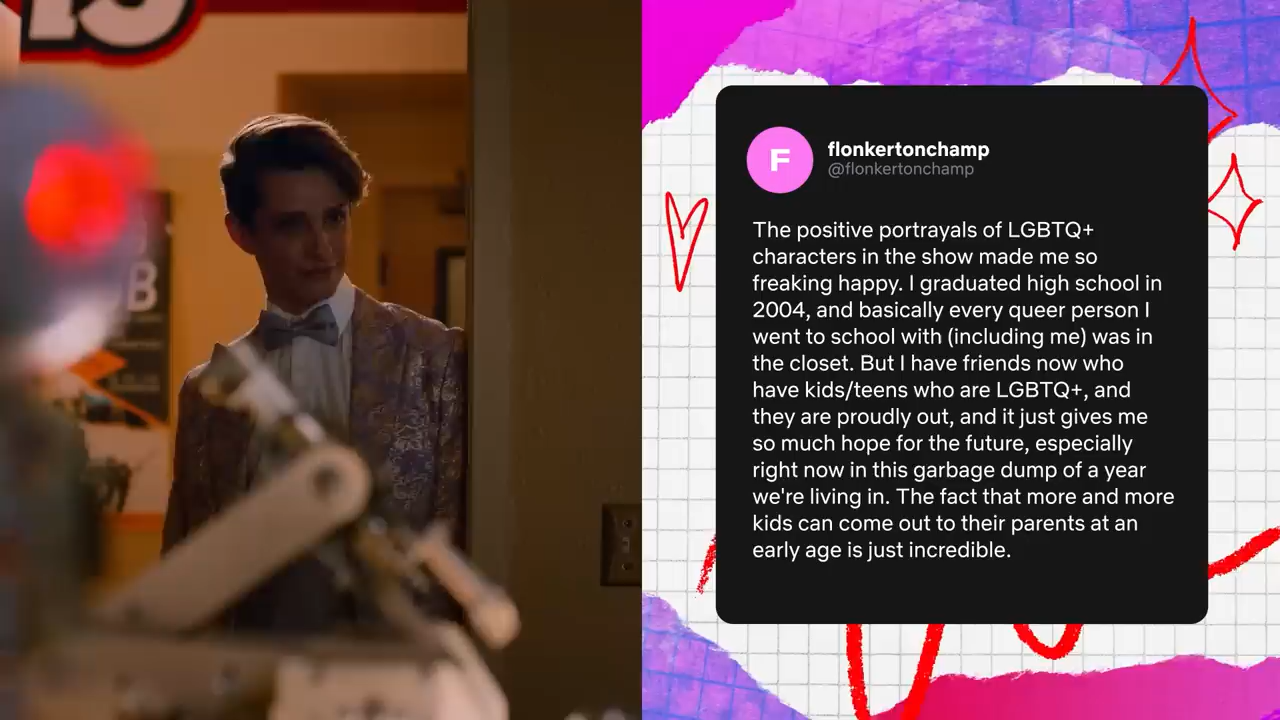 13
B
F
flonkertonchamp
@flonkertonchamp
The positive portrayals of LGBTQ+
characters in the show made me so
freaking happy. I graduated high school in
2004, and basically every queer person I
went to school with (including me) was in
the closet. But I have friends now who
have kids/teens who are LGBTQ+, and
they are proudly out, and it just gives me
so much hope for the future, especially
right now in this garbage dump of a year
we're living in. The fact that more and more
kids can come out to their parents at an
early age is just incredible.